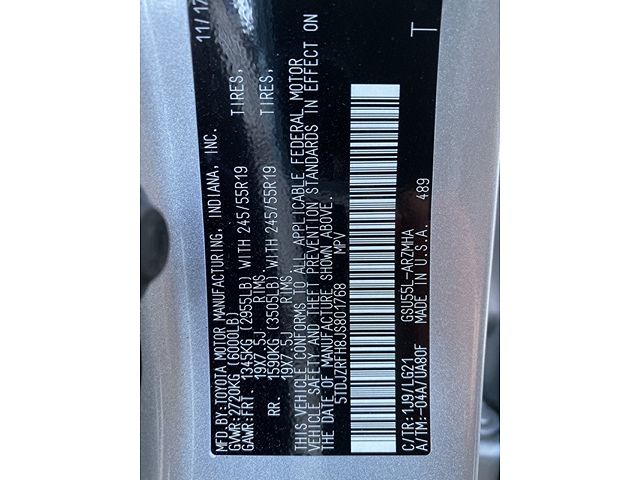 MFD.BY:TOYOTA MOTOR MANUFACTURING, INDIANA, INC. 11/17
GVWR:2720KG (6000LB)
GAWR:FRT. 1345KG (2955LB) WITH 245/55R19 TIRES,
19X7.5J RIMS.
RR. 1590KG (3505LB) WITH 245/55R19 TIRES,
19X7.5J RIMS.
THIS VEHICLE CONFORMS TO ALL APPLICABLE FEDERAL MOTOR
VEHICLE SAFETY AND THEFT PREVENTION STANDARDS IN EFFECT ON
THE DATE OF MANUFACTURE SHOWN ABOVE.
5TDJZRFH8JS801768 MPV
C/TR:1J9/LG21 GSU55L-ARZMHA 489
A/TM:-04A/UA80F MADE IN U.S.A. T